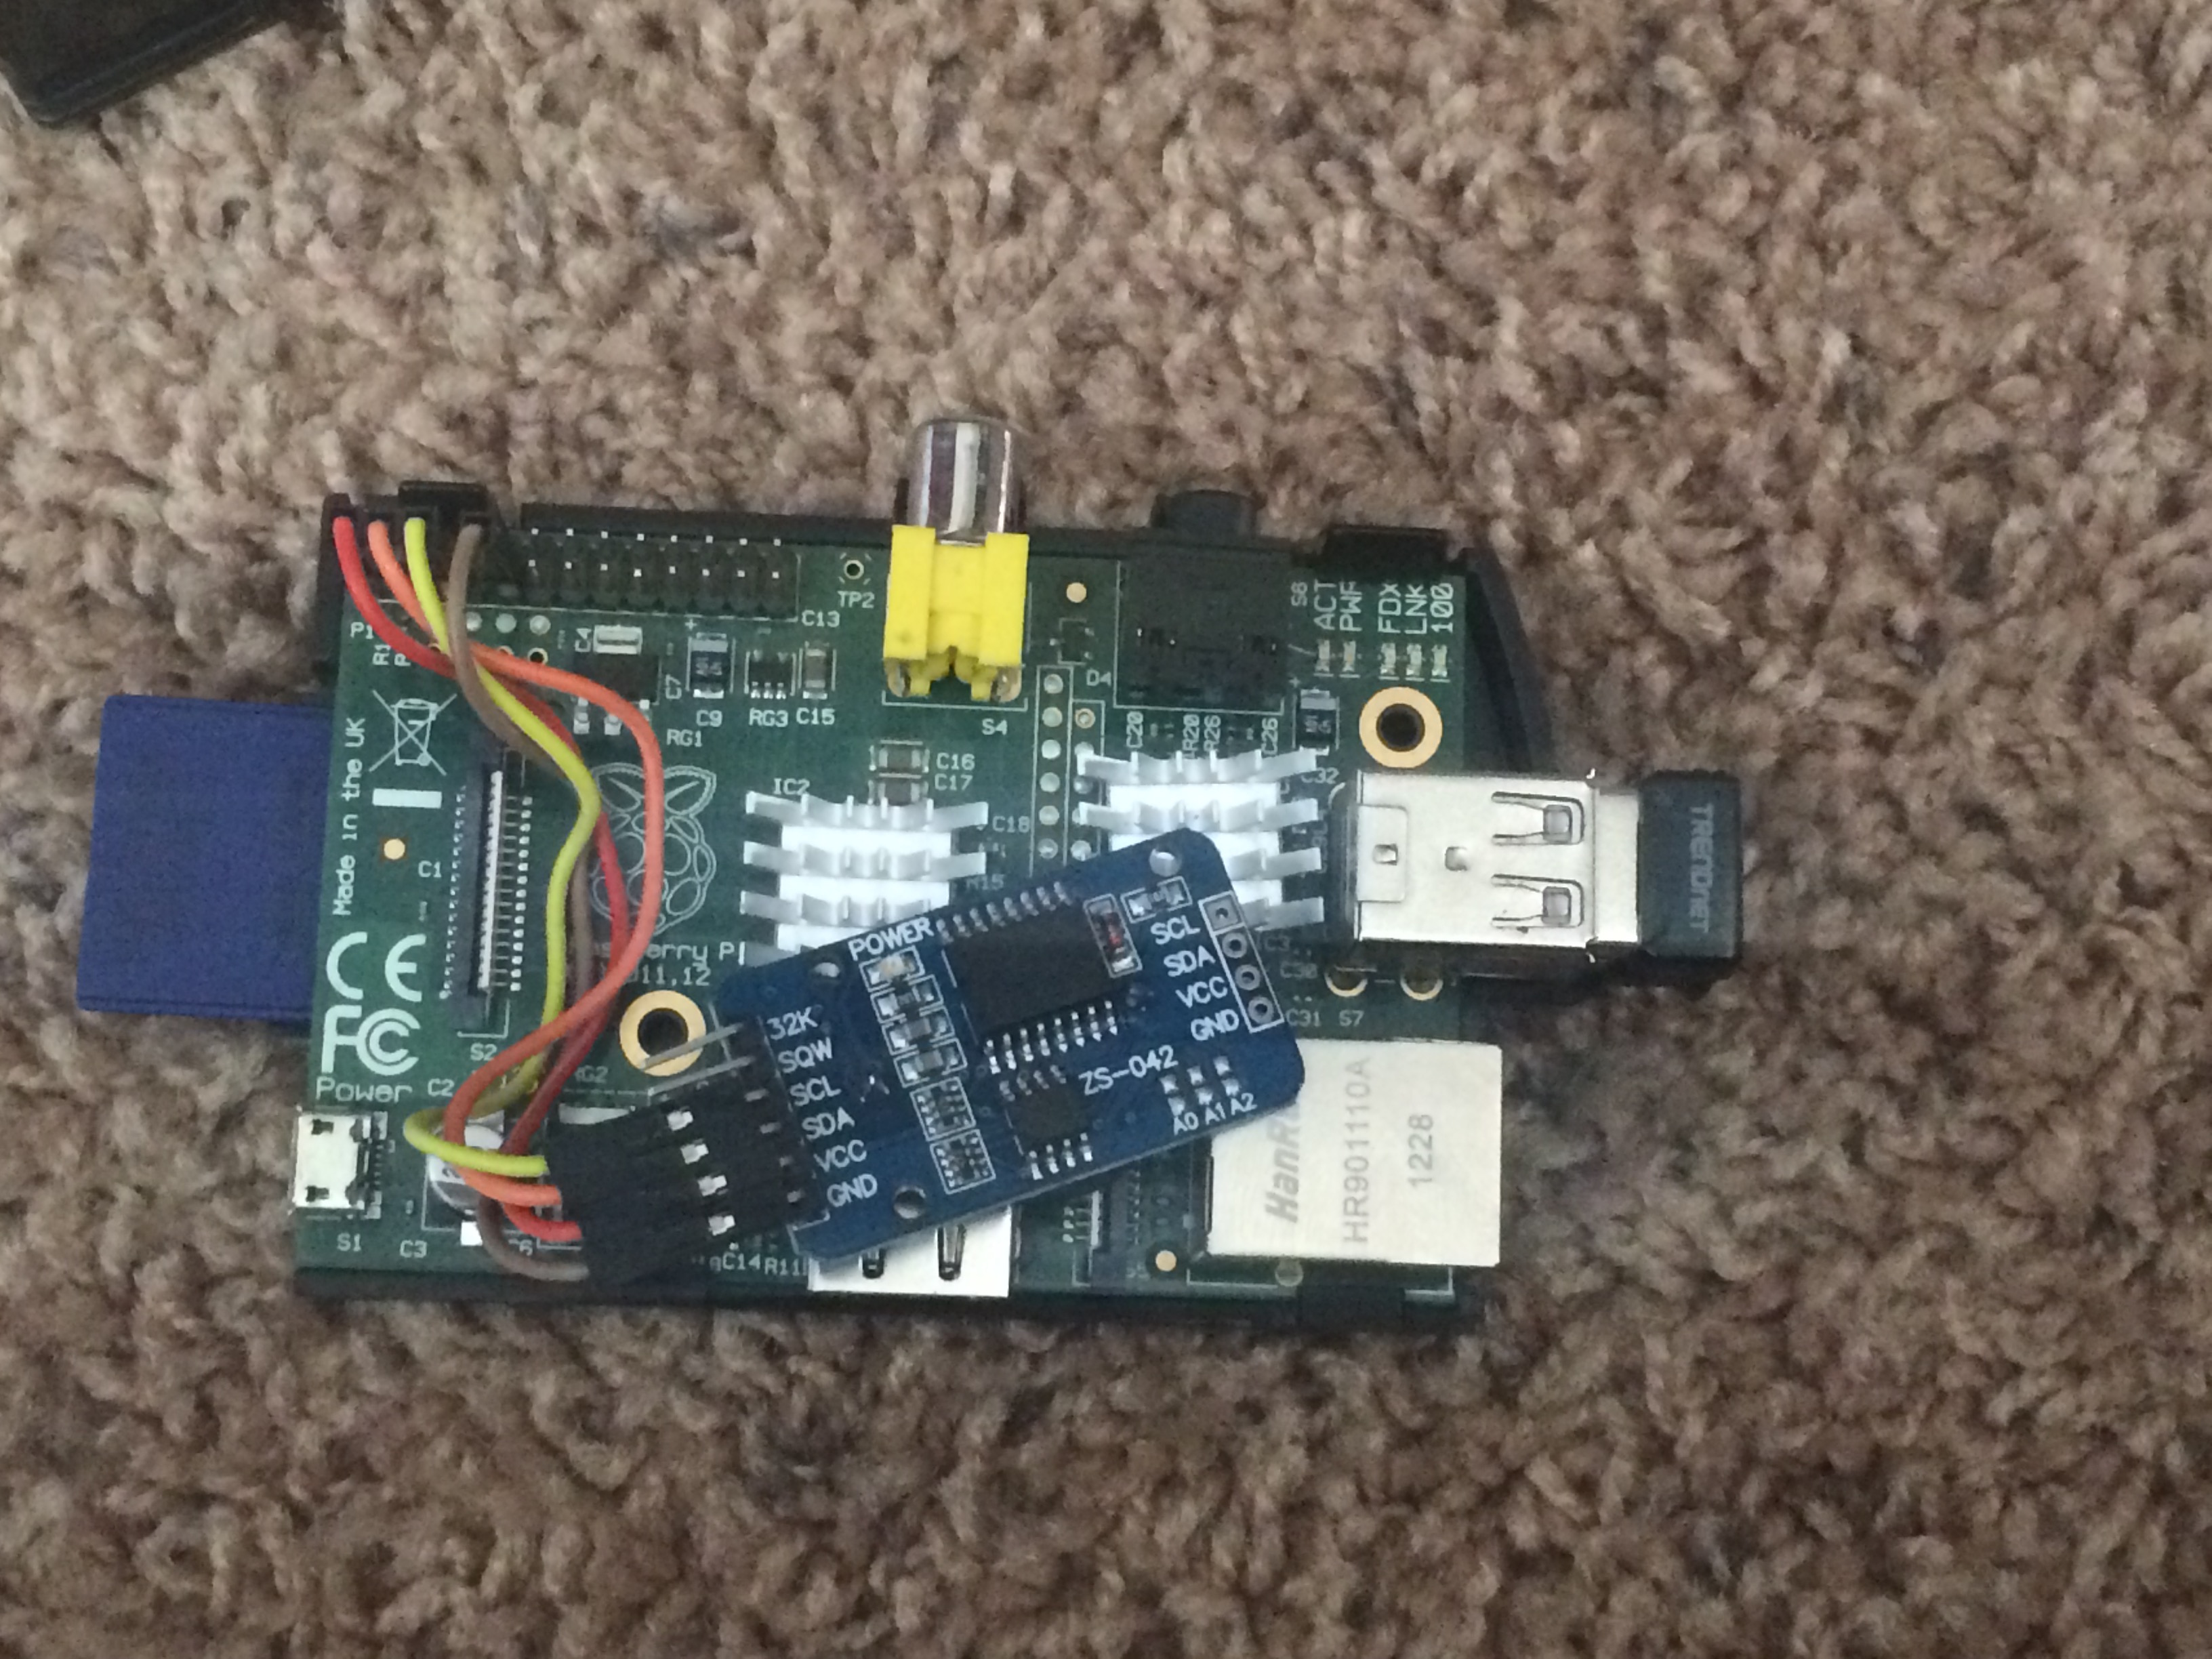 TP2
C13
P1
C4
C7
C9
RG3
C15
RG1
S4
D4
S6
ACT
PWR
FDX
LNK
100
C20
R20
R26
C26
C32
IC2
C16
C17
C18
C1
Made in the UK
CE
FC
Power
C2
S2
S1
C3
C14
R11
C30
C31
S7
TRENDNET
POWER
32K
SQW
SCL
SDA
VCC
GND
SCL
SDA
VCC
GND
ZS-042
A0 A1 A2
HR901110A
1228